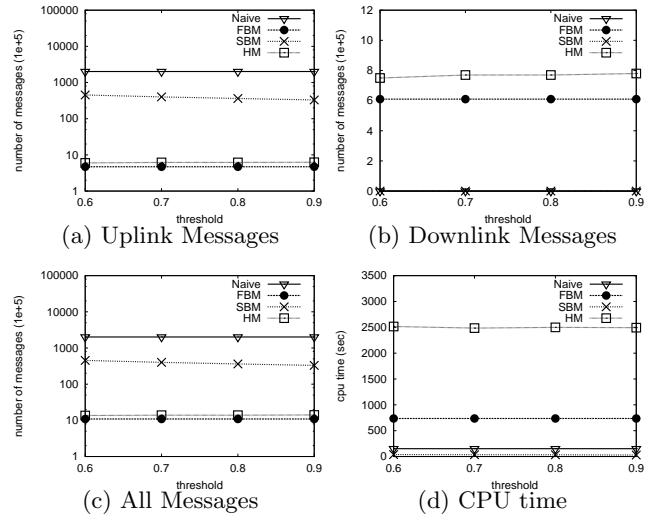 number of messages (1e+5)
100000
10000
1000
100
10
1
Naive
FBM
SBM
HM
0.6 0.7 0.8 0.9
threshold
(a) Uplink Messages
number of messages (1e+5)
12
10
8
6
4
2
0
Naive
FBM
SBM
HM
0.6 0.7 0.8 0.9
threshold
(b) Downlink Messages
number of messages (1e+5)
100000
10000
1000
100
10
1
Naive
FBM
SBM
HM
0.6 0.7 0.8 0.9
threshold
(c) All Messages
cpu time (sec)
3500
3000
2500
2000
1500
1000
500
0
Naive
FBM
SBM
HM
0.6 0.7 0.8 0.9
threshold
(d) CPU time